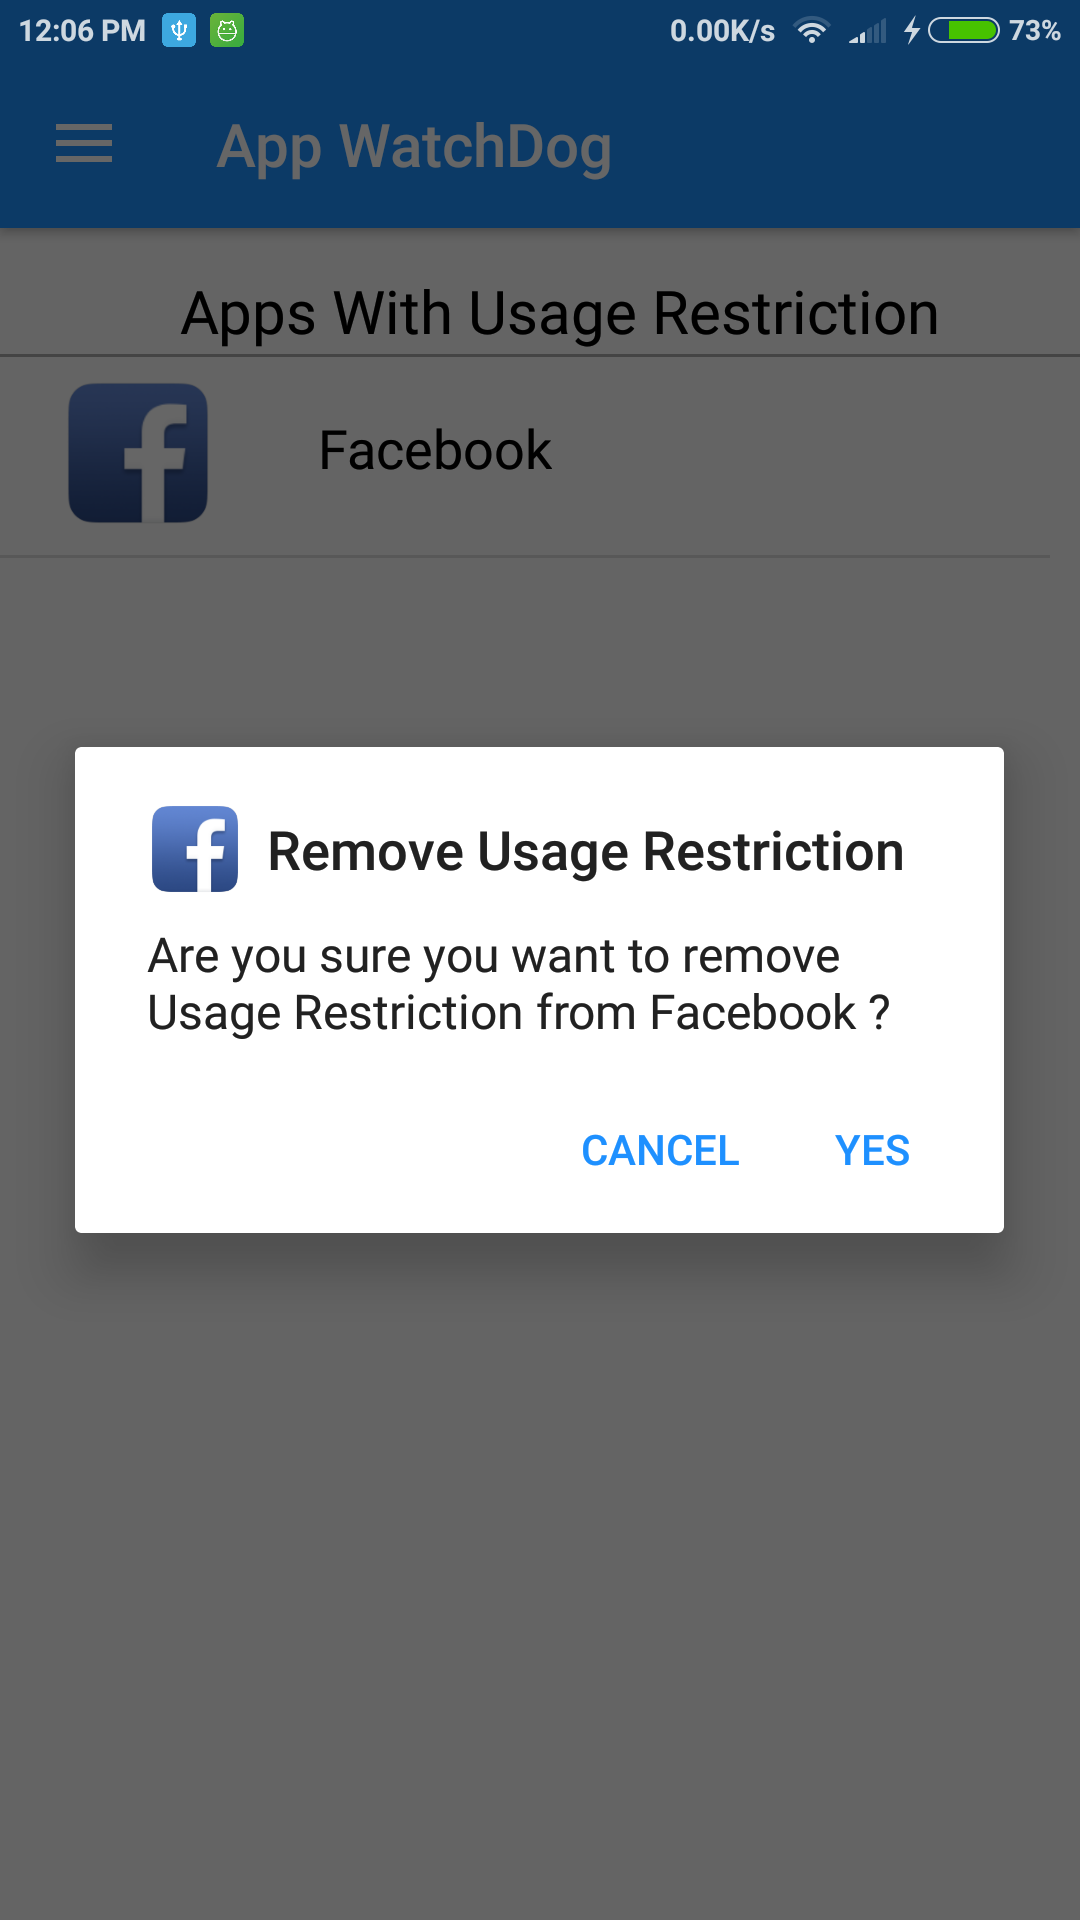 12:06 PM 0.00K/s 73%
App WatchDog
Apps With Usage Restriction
Facebook
Remove Usage Restriction
Are you sure you want to remove
Usage Restriction from Facebook ?
CANCEL YES